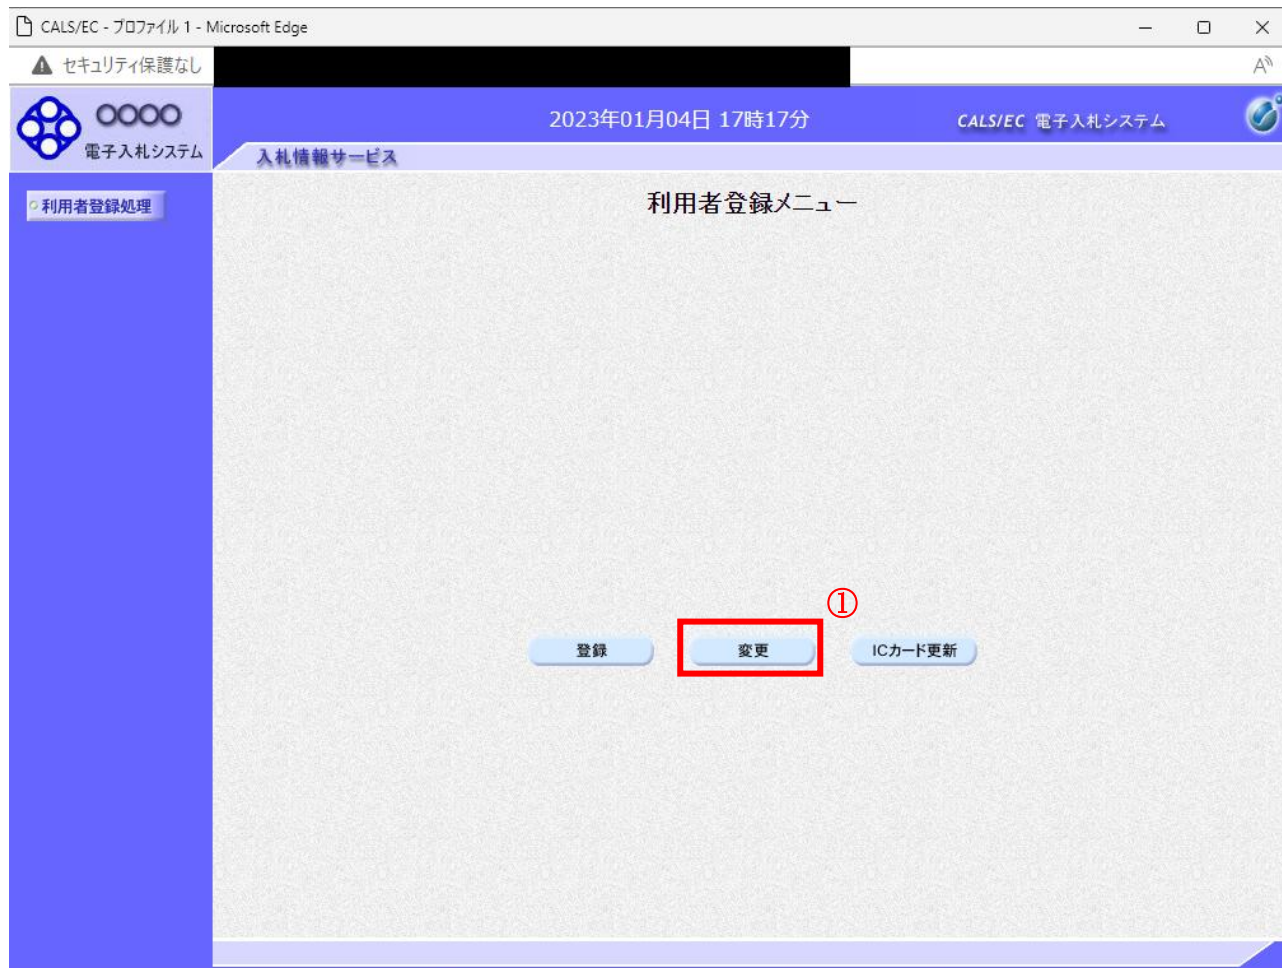 CALS/EC - プロファイル 1 - Microsoft Edge
セキュリティ保護なし
〇〇〇〇
電子入札システム
2023年01月04日 17時17分
CALS/EC 電子入札システム
入札情報サービス
利用者登録処理
利用者登録メニュー
①
登録
変更
ICカード更新